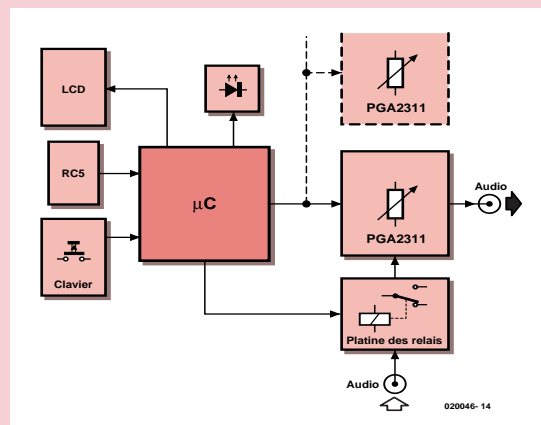 LCD
PGA2311
RC5
μC
Audio
PGA2311
Clavier
Platine des relais
Audio
020046- 14